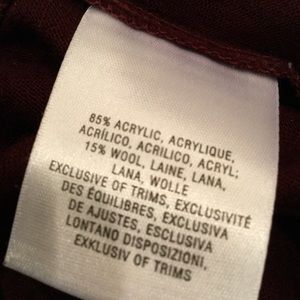 85% ACRYLIC, ACRYLIQUE,
ACRÍLICO, ACRILICO, ACRYL;
15% WOOL, LAINE, LANA,
LANA, WOLLE
EXCLUSIVE OF TRIMS, EXCLUSIVITÉ
DES ÉQUILIBRES, EXCLUSIVA
DE AJUSTES, ESCLUSIVA
LONTANO DISPOSIZIONI,
EXKLUSIV OF TRIMS